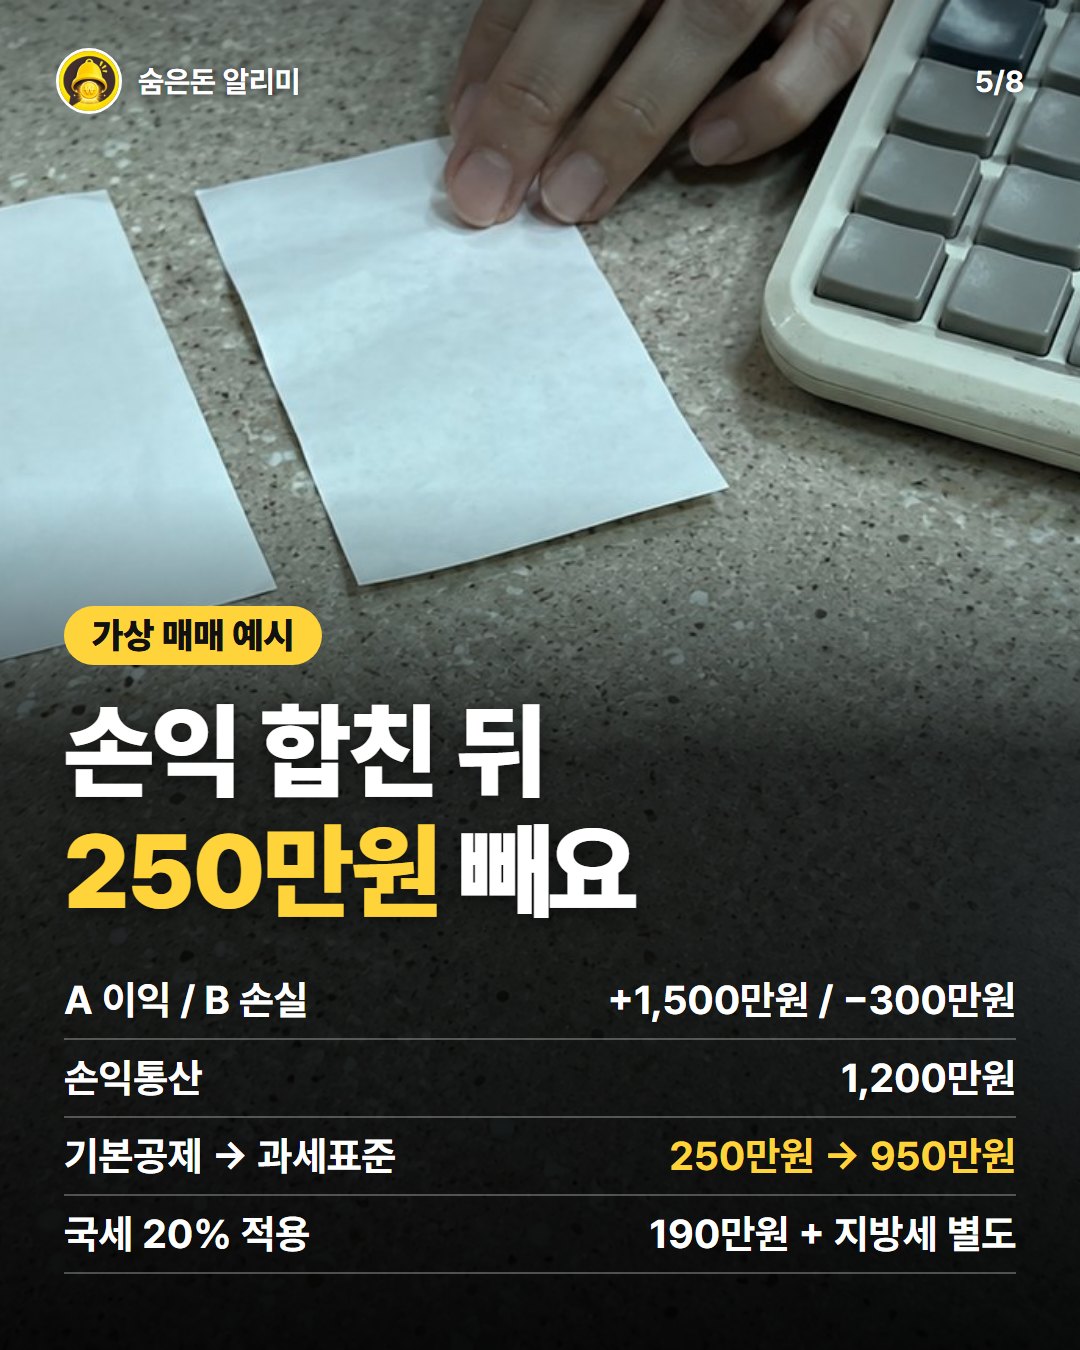 숨은돈 알리미
5/8
가상 매매 예시
손익 합친 뒤
250만원 빼요
A 이익 / B 손실 +1,500만원 / −300만원
손익통산 1,200만원
기본공제 → 과세표준 250만원 → 950만원
국세 20% 적용 190만원 + 지방세 별도